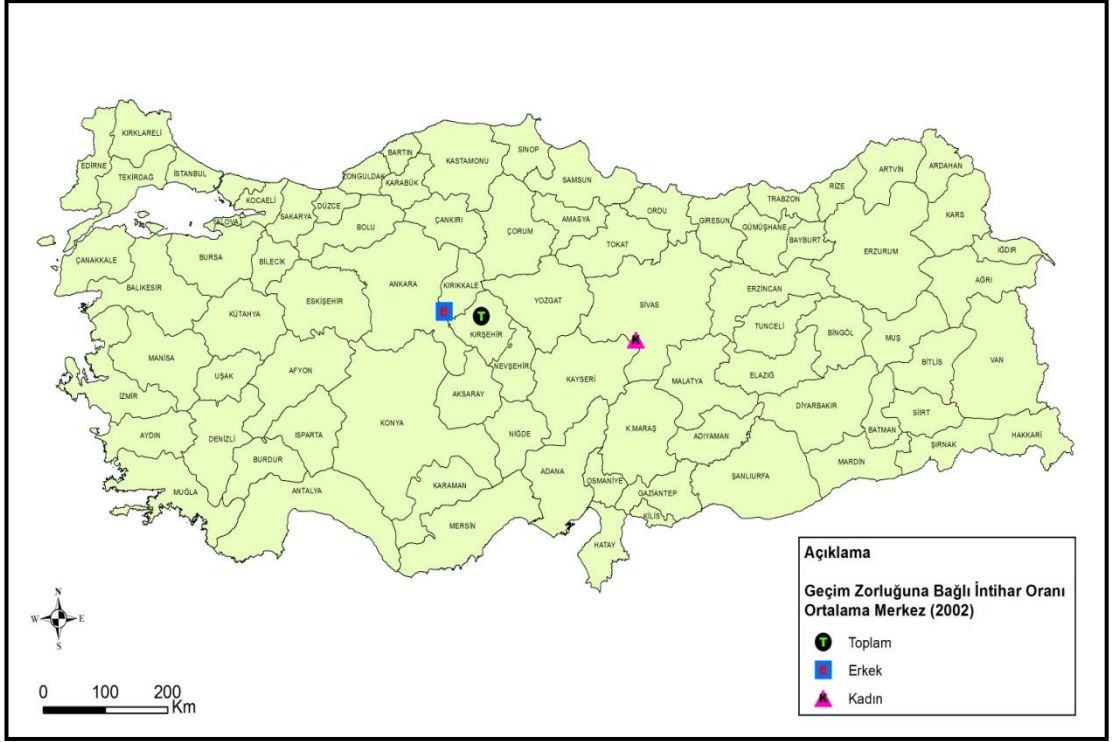 KIRKLARELİ
EDİRNE
TEKİRDAĞ
İSTANBUL
KOCAELİ
YALOVA
SAKARYA
DÜZCE
ZONGULDAK
BARTIN
KARABÜK
KASTAMONU
SİNOP
SAMSUN
BOLU
ÇANKIRI
ÇORUM
AMASYA
TOKAT
ORDU
GİRESUN
TRABZON
GÜMÜŞHANE
BAYBURT
RİZE
ARTVİN
ARDAHAN
KARS
IĞDIR
AĞRI
ERZURUM
ERZİNCAN
ÇANAKKALE
BALIKESİR
BURSA
BİLECİK
ESKİŞEHİR
ANKARA
KIRIKKALE
KIRŞEHİR
YOZGAT
SİVAS
TUNCELİ
BİNGÖL
MUŞ
BİTLİS
VAN
KÜTAHYA
MANİSA
UŞAK
AFYON
İZMİR
AYDIN
DENİZLİ
ISPARTA
BURDUR
MUĞLA
ANTALYA
KONYA
AKSARAY
NEVŞEHİR
NİĞDE
KAYSERİ
KARAMAN
MERSİN
ADANA
OSMANİYE
HATAY
KİLİS
GAZİANTEP
K.MARAŞ
MALATYA
ADIYAMAN
ELAZIĞ
DİYARBAKIR
ŞANLIURFA
MARDİN
BATMAN
SİİRT
ŞIRNAK
HAKKARİ
E
T
K
N
W
E
S
0 100 200
Km
Açıklama
Geçim Zorluğuna Bağlı İntihar Oranı
Ortalama Merkez (2002)
T Toplam
E Erkek
K Kadın